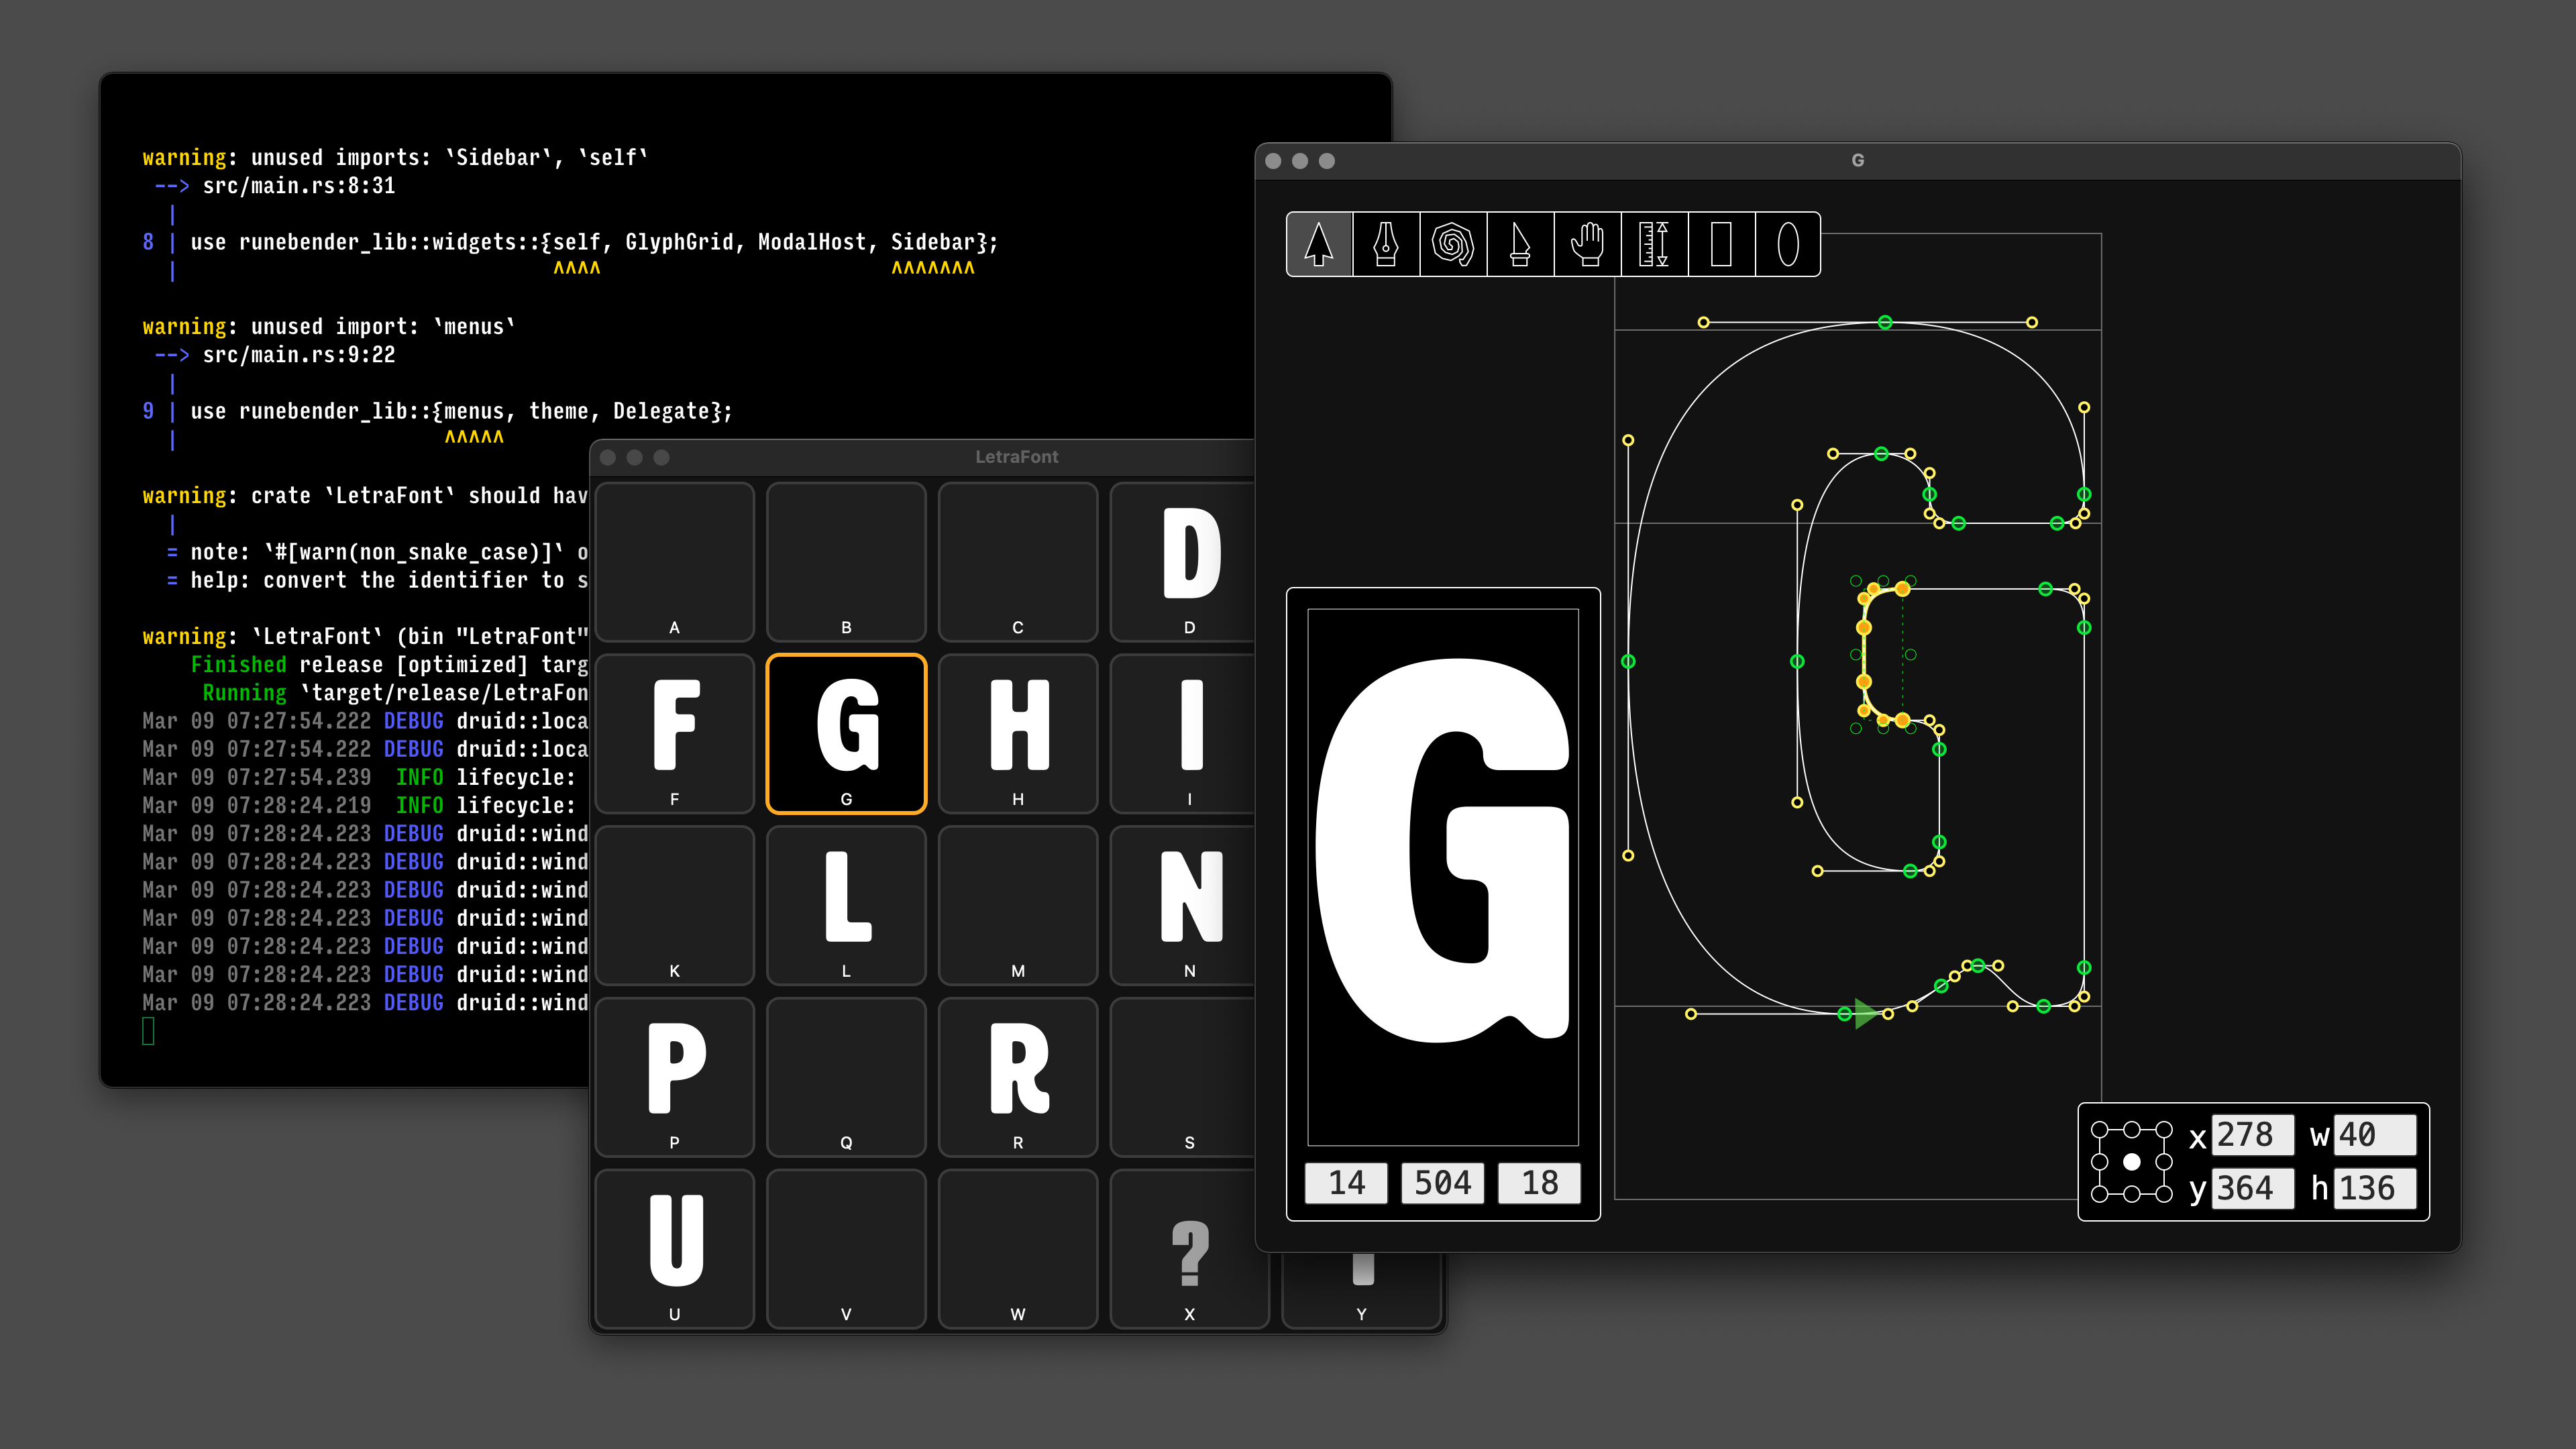 warning: unused imports: `Sidebar`, `self`
--> src/main.rs:8:31
|
8 | use runebender_lib::widgets::{self, GlyphGrid, ModalHost, Sidebar};
| ^^^^ ^^^^^^^
warning: unused import: `menus`
--> src/main.rs:9:22
|
9 | use runebender_lib::{menus, theme, Delegate};
| ^^^^^
warning: crate `LetraFont` should hav
|
= note: `#[warn(non_snake_case)]` o
= help: convert the identifier to s
warning: `LetraFont` (bin "LetraFont"
Finished release [optimized] targ
Running `target/release/LetraFon
Mar 09 07:27:54.222 DEBUG druid::loca
Mar 09 07:27:54.222 DEBUG druid::loca
Mar 09 07:27:54.239 INFO lifecycle:
Mar 09 07:28:24.219 INFO lifecycle:
Mar 09 07:28:24.223 DEBUG druid::wind
Mar 09 07:28:24.223 DEBUG druid::wind
Mar 09 07:28:24.223 DEBUG druid::wind
Mar 09 07:28:24.223 DEBUG druid::wind
Mar 09 07:28:24.223 DEBUG druid::wind
Mar 09 07:28:24.223 DEBUG druid::wind
Mar 09 07:28:24.223 DEBUG druid::wind
LetraFont
D
A B C D
F G H I
F G H I
L N
K L M N
P R
P Q R S
U ?
U V W X Y
G
G
14 504 18
x 278 w 40
y 364 h 136